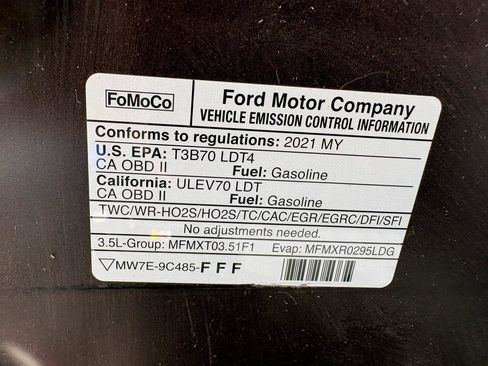 FoMoCo
Ford Motor Company
VEHICLE EMISSION CONTROL INFORMATION
Conforms to regulations: 2021 MY
U.S. EPA: T3B70 LDT4
CA OBD II Fuel: Gasoline
California: ULEV70 LDT
CA OBD II Fuel: Gasoline
TWC/WR-HO2S/HO2S/TC/CAC/EGR/EGRC/DFI/SFI
No adjustments needed.
3.5L-Group: MFMXT03.51F1 Evap: MFMXR0295LDG
MW7E-9C485-FFF